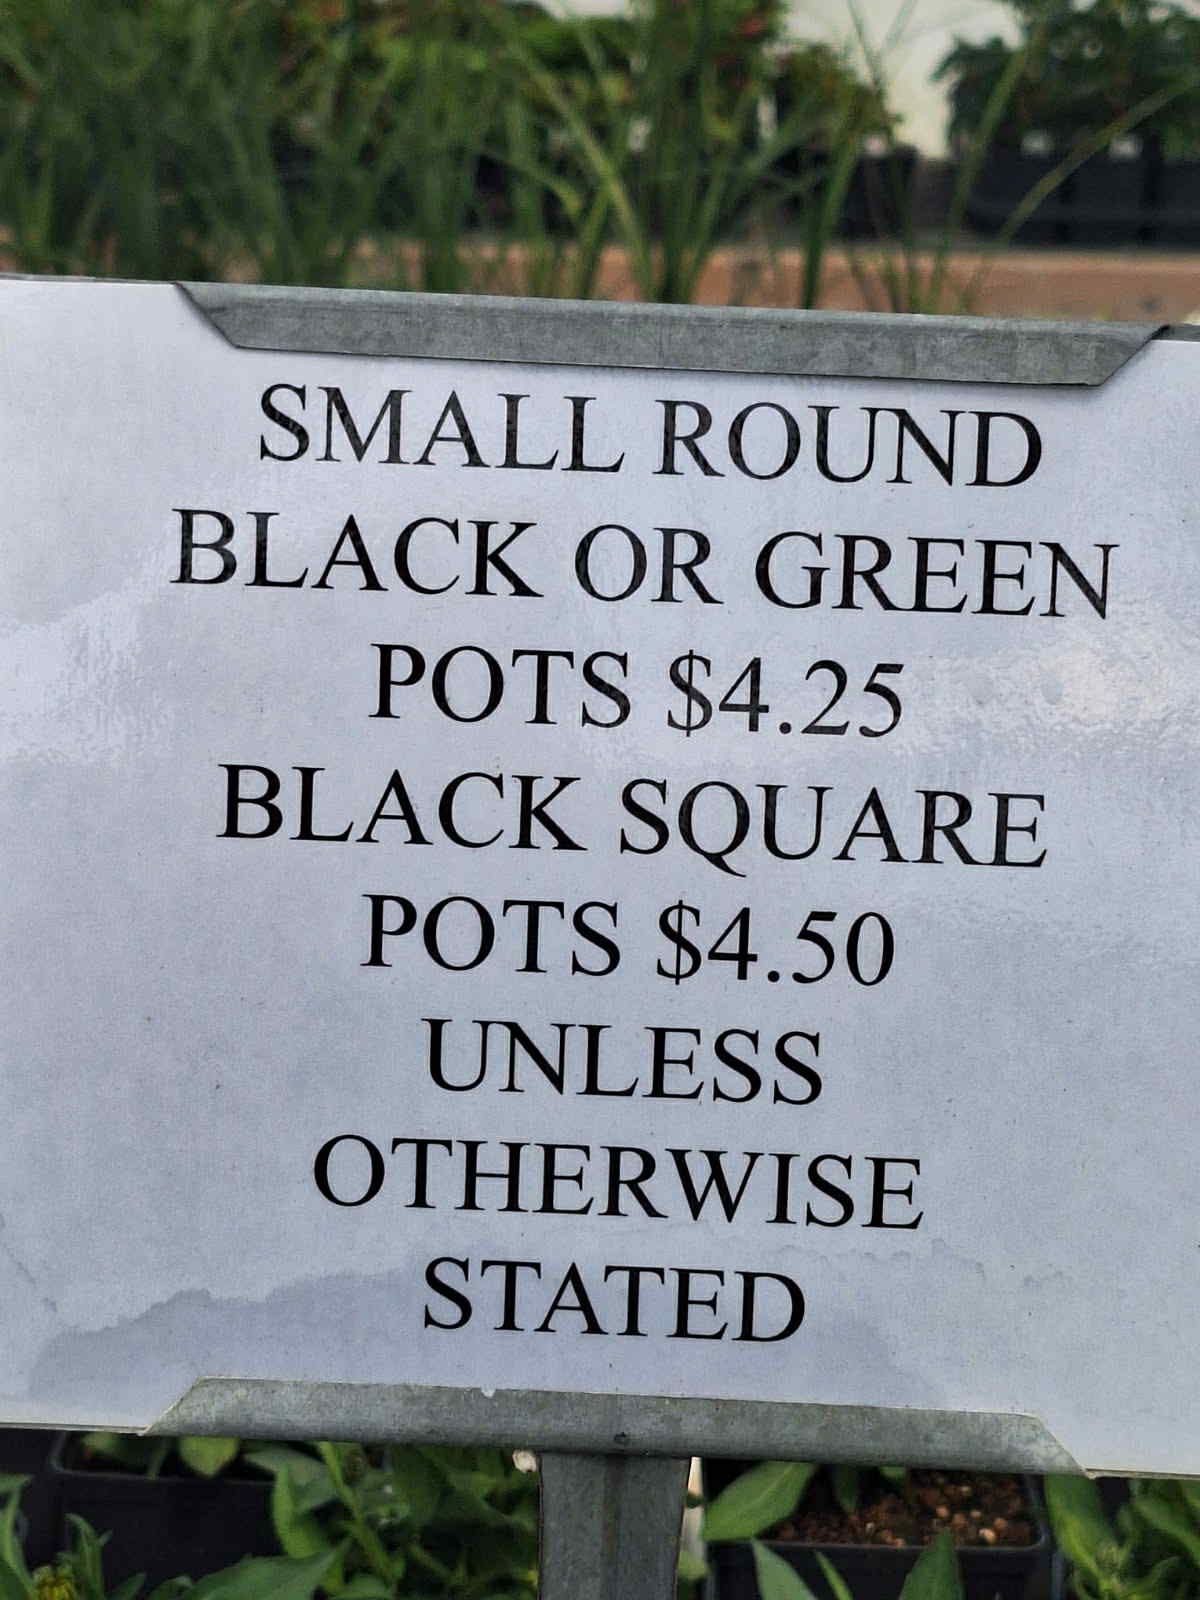 SMALL ROUND
BLACK OR GREEN
POTS $4.25
BLACK SQUARE
POTS $4.50
UNLESS
OTHERWISE
STATED